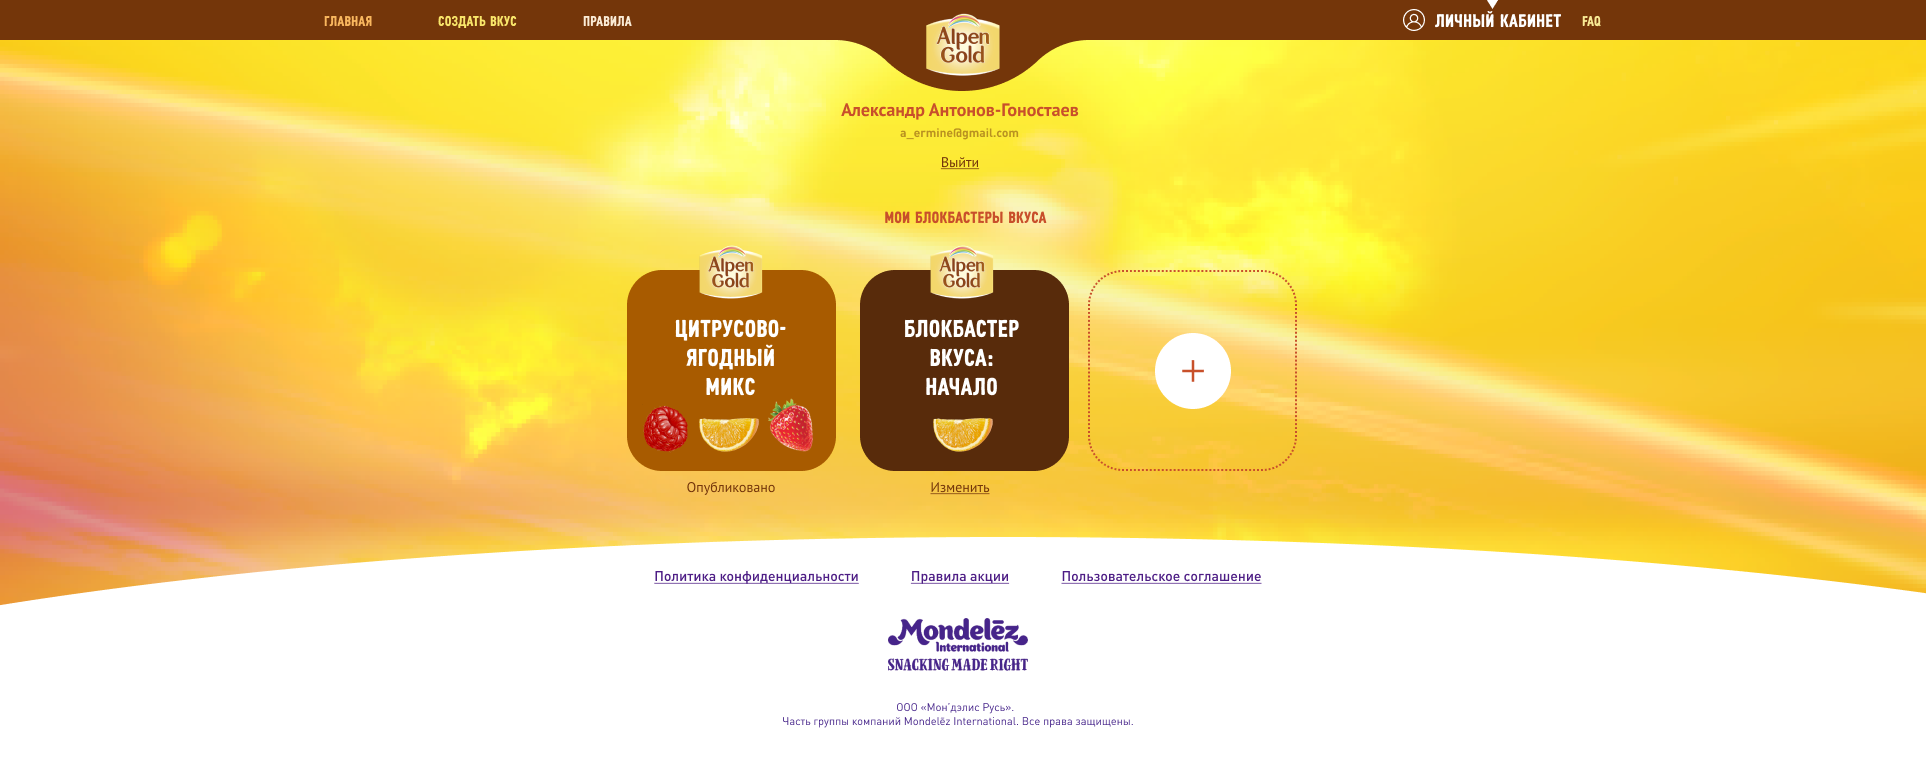 ГЛАВНАЯ
СОЗДАТЬ ВКУС
ПРАВИЛА
Alpen
Gold
ЛИЧНЫЙ КАБИНЕТ
FAQ
Александр Антонов-Гоностаев
a_ermine@gmail.com
Выйти
МОИ БЛОКБАСТЕРЫ ВКУСА
Alpen
Gold
ЦИТРУСОВО-
ЯГОДНЫЙ
МИКС
Опубликовано
Alpen
Gold
БЛОКБАСТЕР
ВКУСА:
НАЧАЛО
Изменить
Политика конфиденциальности
Правила акции
Пользовательское соглашение
Mondelēz
International
SNACKING MADE RIGHT
ООО «Мон’дэлис Русь».
Часть группы компаний Mondelēz International. Все права защищены.